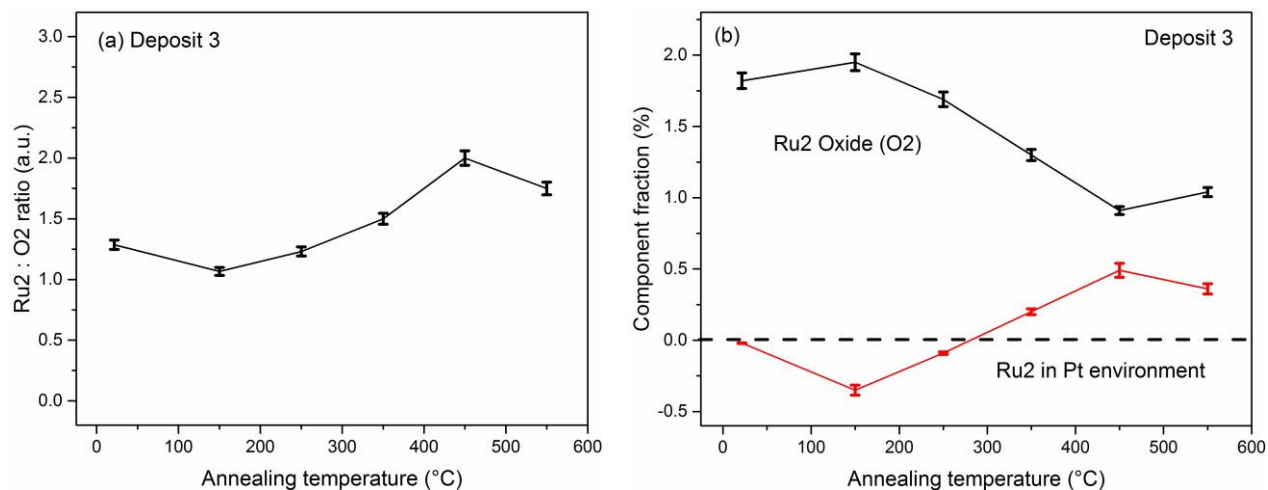 (a) Deposit 3
Ru2 : O2 ratio (a.u.)
3.0
2.5
2.0
1.5
1.0
0.5
0.0
0 100 200 300 400 500 600
Annealing temperature (°C)
(b)
Deposit 3
Component fraction (%)
2.0
1.5
1.0
0.5
0.0
-0.5
Ru2 Oxide (O2)
Ru2 in Pt environment
0 100 200 300 400 500 600
Annealing temperature (°C)